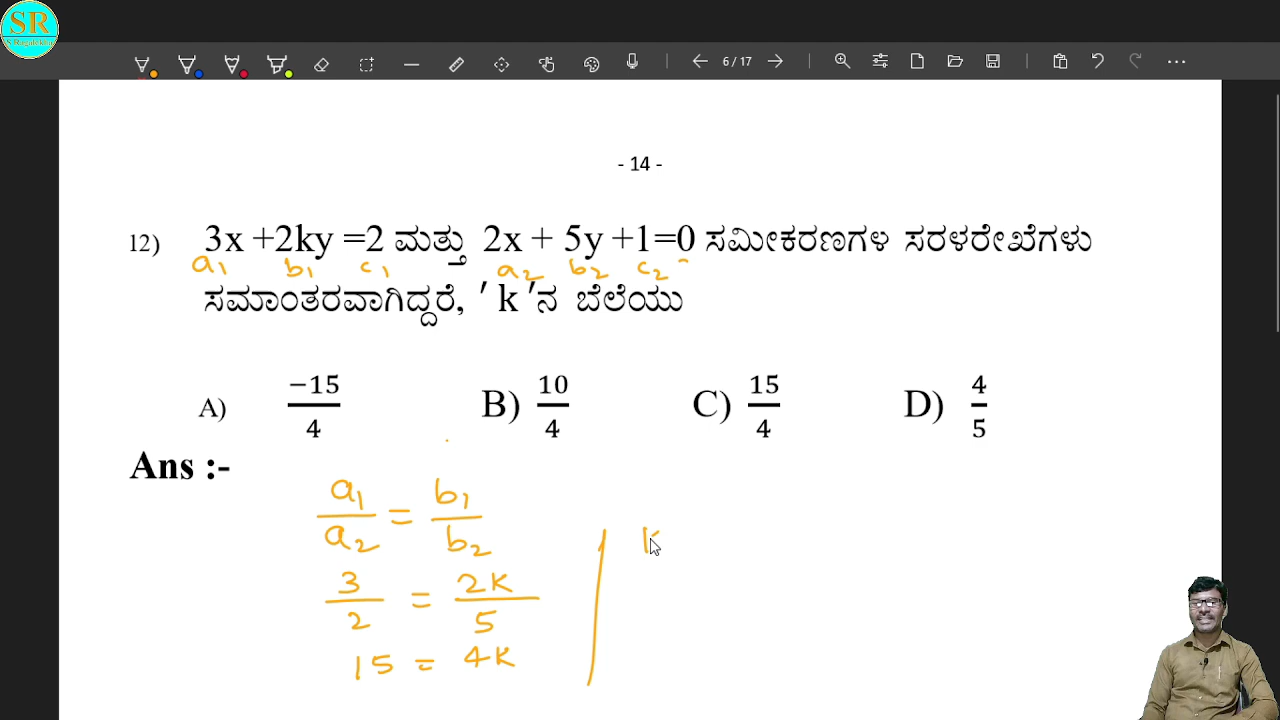 SR
6 / 17
- 14 -
12) 3x +2ky =2 ಮತ್ತು 2x + 5y +1=0 ಸಮೀಕರಣಗಳ ಸರಳರೇಖೆಗಳು
a₁ b₁ c₁ a₂ b₂ c₂
ಸಮಾಂತರವಾಗಿದ್ದರೆ, ' k 'ನ ಬೆಲೆಯು
A) −15/4 B) 10/4 C) 15/4 D) 4/5
Ans :-
a₁/a₂ = b₁/b₂
3/2 = 2K/5
15 = 4K